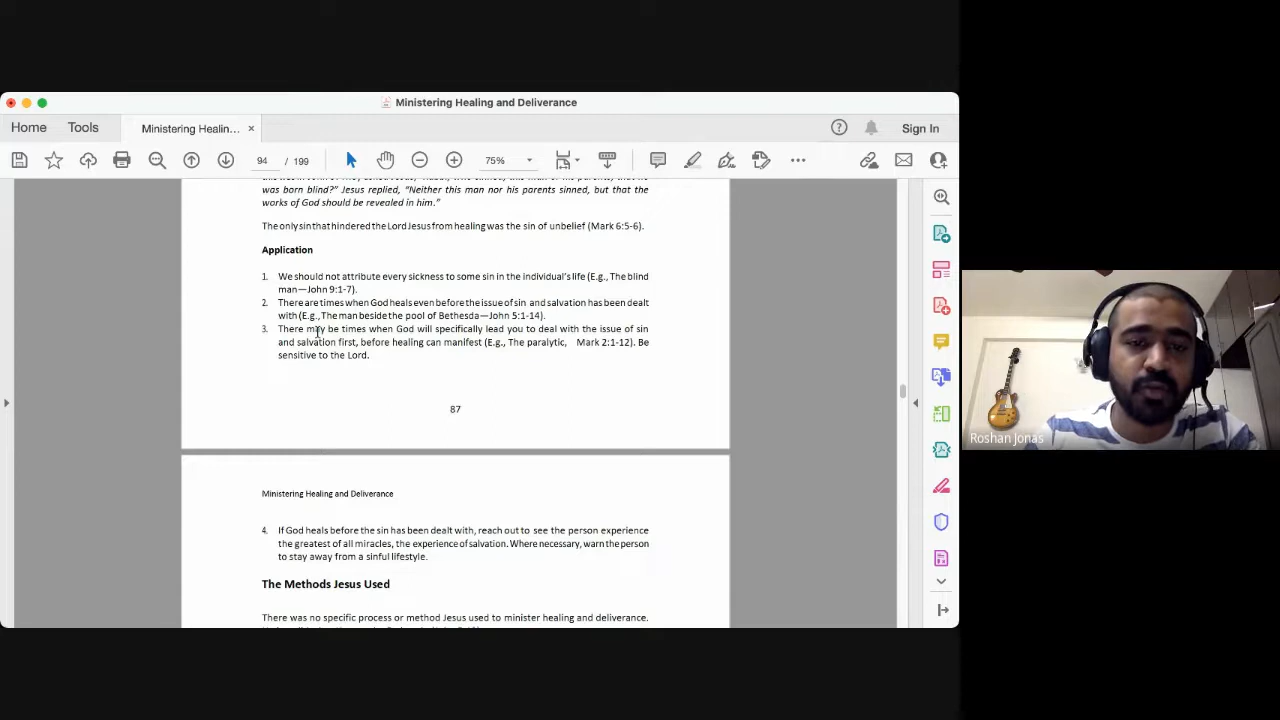 Ministering Healing and Deliverance
Home
Tools
Ministering Healin...
Sign In
94 / 199
75%
was born blind?" Jesus replied, "Neither this man nor his parents sinned, but that the
works of God should be revealed in him."
The only sin that hindered the Lord Jesus from healing was the sin of unbelief (Mark 6:5-6).
Application
1. We should not attribute every sickness to some sin in the individual's life (E.g., The blind
man—John 9:1-7).
2. There are times when God heals even before the issue of sin and salvation has been dealt
with (E.g., The man beside the pool of Bethesda—John 5:1-14).
3. There may be times when God will specifically lead you to deal with the issue of sin
and salvation first, before healing can manifest (E.g., The paralytic, Mark 2:1-12). Be
sensitive to the Lord.
87
Ministering Healing and Deliverance
4. If God heals before the sin has been dealt with, reach out to see the person experience
the greatest of all miracles, the experience of salvation. Where necessary, warn the person
to stay away from a sinful lifestyle.
The Methods Jesus Used
There was no specific process or method Jesus used to minister healing and deliverance.
Roshan Jonas